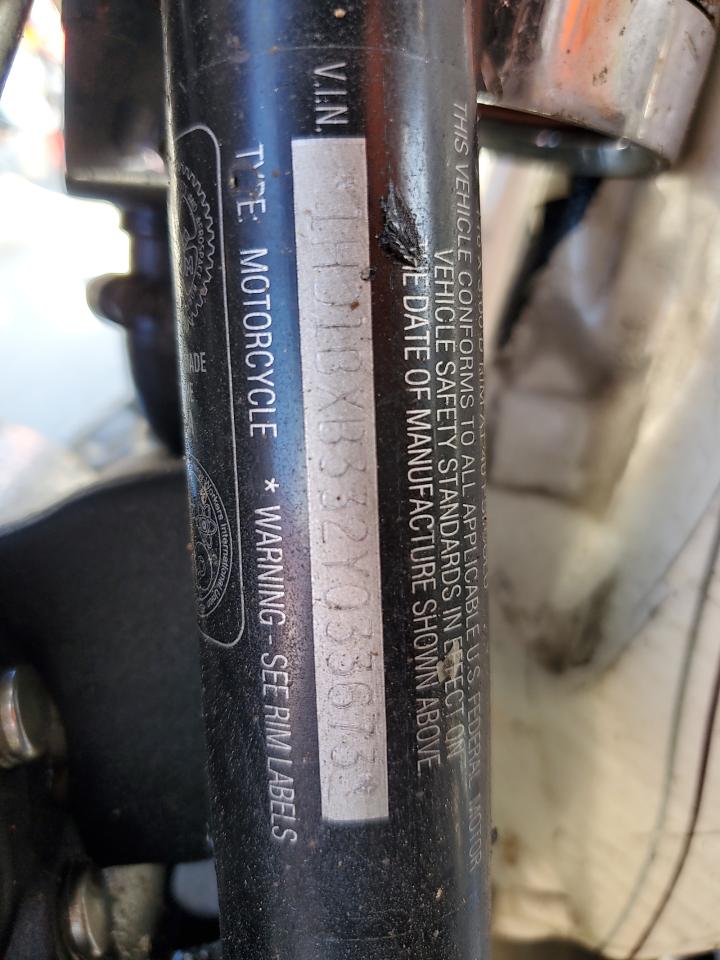 THIS VEHICLE CONFORMS TO ALL APPLICABLE U.S. FEDERAL MOTOR
VEHICLE SAFETY STANDARDS IN EFFECT ON
THE DATE OF MANUFACTURE SHOWN ABOVE
V.I.N. *1HD1BXB332Y033673*
TYPE: MOTORCYCLE * WARNING – SEE RIM LABELS